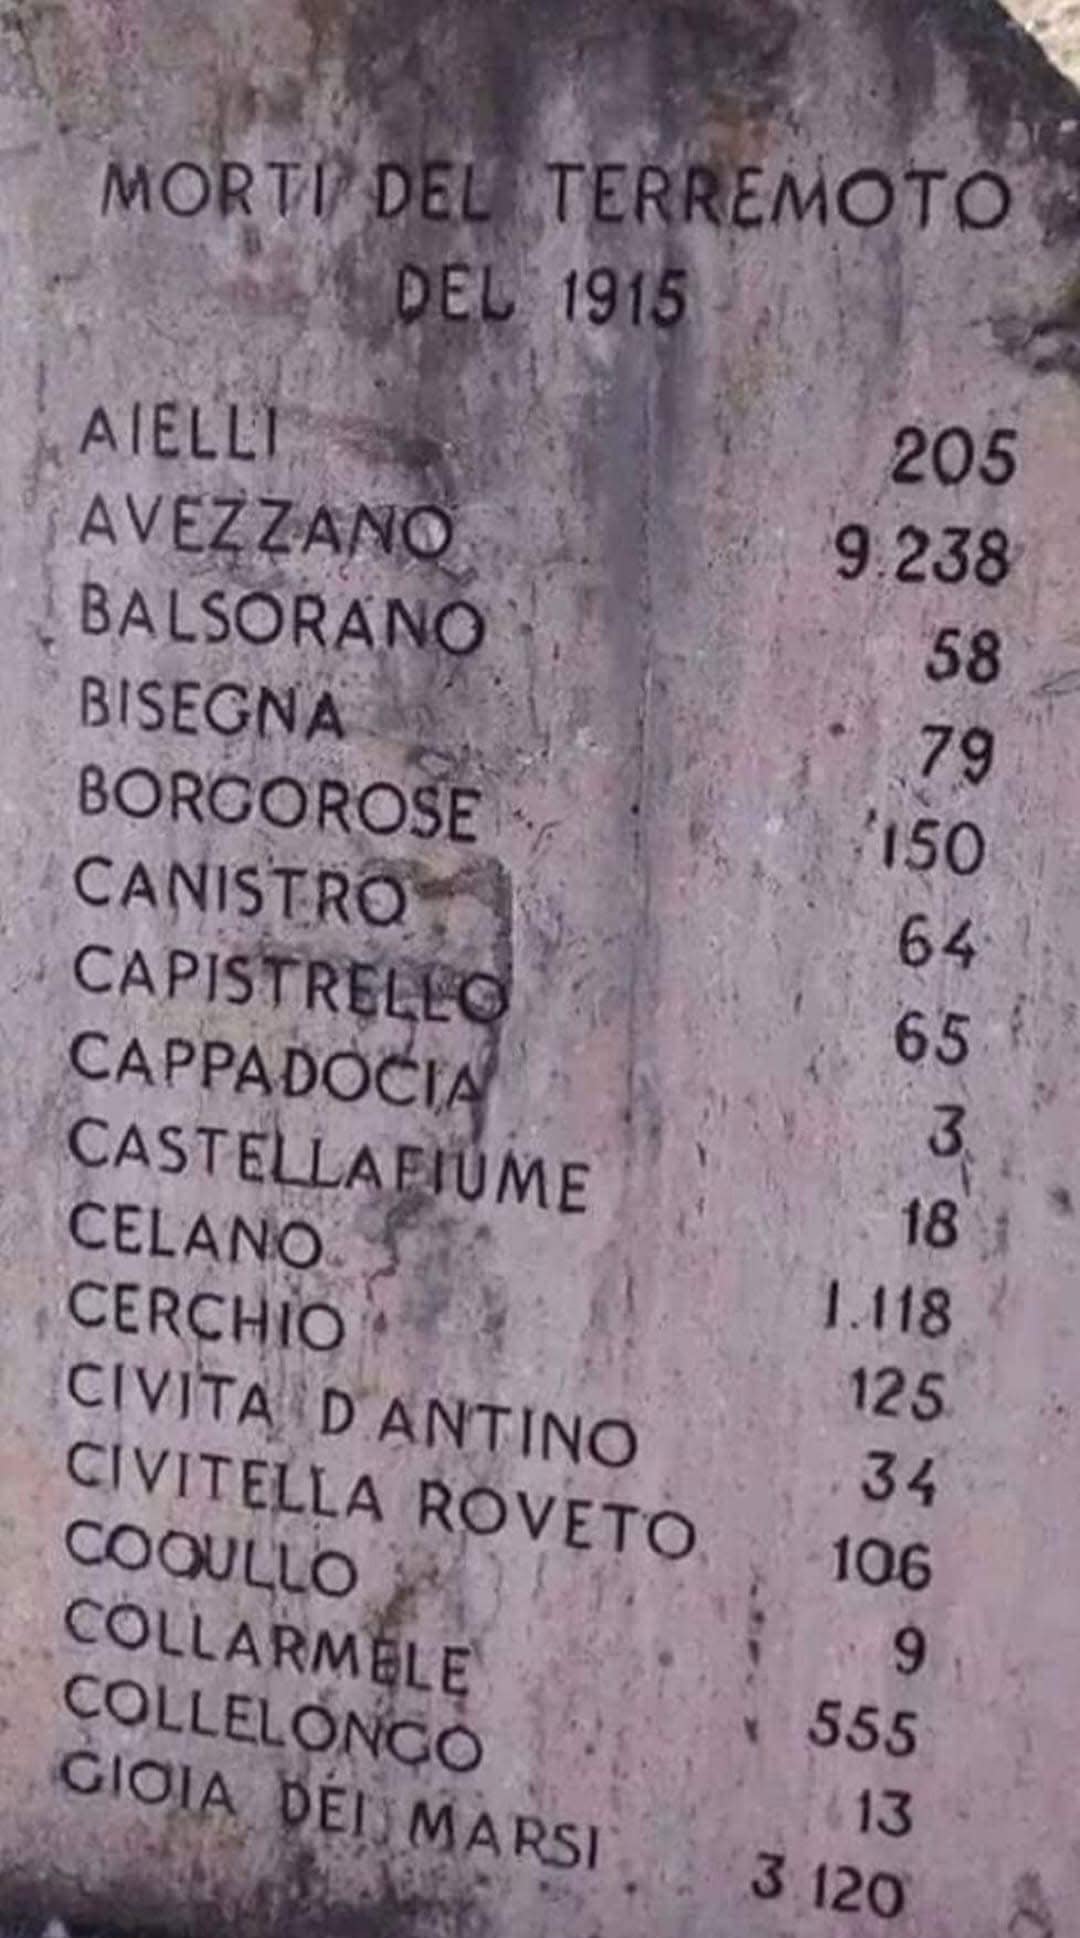 MORTI DEL TERREMOTO
DEL 1915
AIELLI 205
AVEZZANO 9.238
BALSORANO 58
BISEGNA 79
BORGOROSE 150
CANISTRO 64
CAPISTRELLO 65
CAPPADOCIA 3
CASTELLAFIUME 18
CELANO 1.118
CERCHIO 125
CIVITA D ANTINO 34
CIVITELLA ROVETO 106
COQULLO 9
COLLARMELE 555
COLLELONGO 13
GIOIA DEI MARSI 3 120